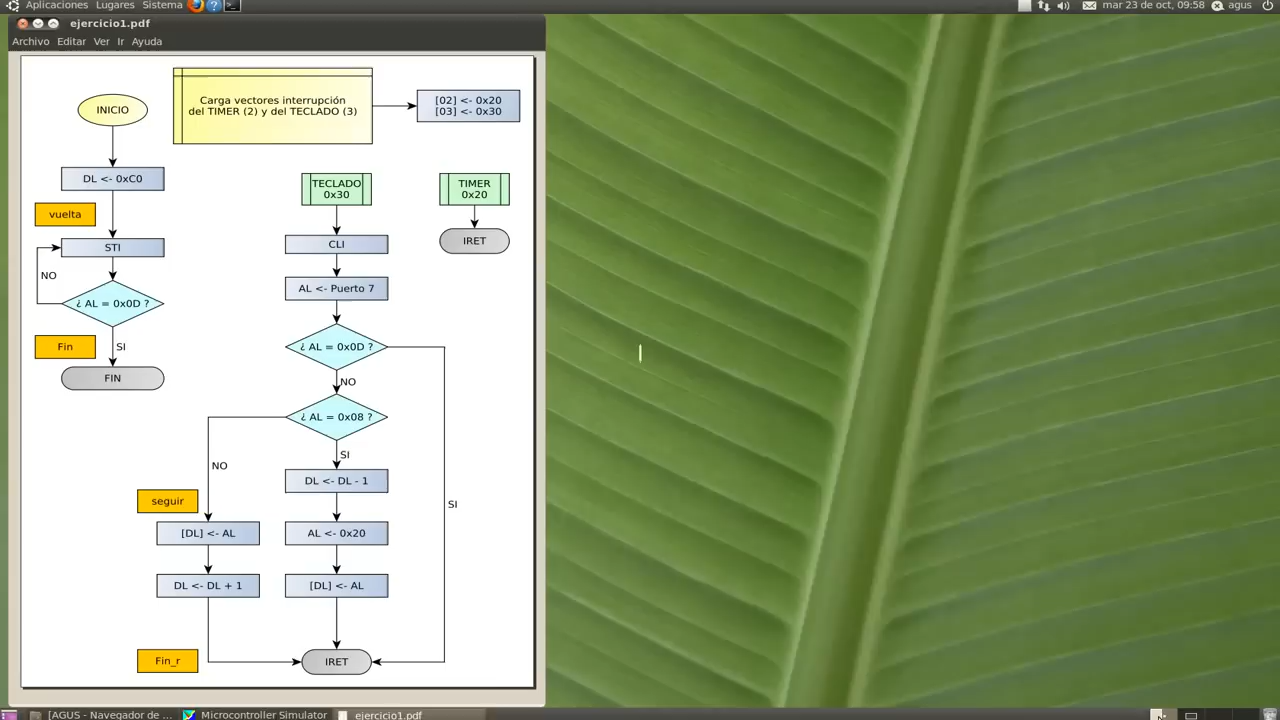 Aplicaciones Lugares Sistema
mar 23 de oct, 09:58 agus
ejercicio1.pdf
Archivo Editar Ver Ir Ayuda
INICIO
Carga vectores interrupción
del TIMER (2) y del TECLADO (3)
[02] <- 0x20
[03] <- 0x30
DL <- 0xC0
vuelta
STI
NO
¿ AL = 0x0D ?
Fin
SI
FIN
TECLADO
0x30
CLI
AL <- Puerto 7
¿ AL = 0x0D ?
NO
¿ AL = 0x08 ?
SI
NO
SI
DL <- DL - 1
AL <- 0x20
[DL] <- AL
seguir
[DL] <- AL
DL <- DL + 1
Fin_r
IRET
TIMER
0x20
IRET
[AGUS - Navegador de ...
Microcontroller Simulator
ejercicio1.pdf